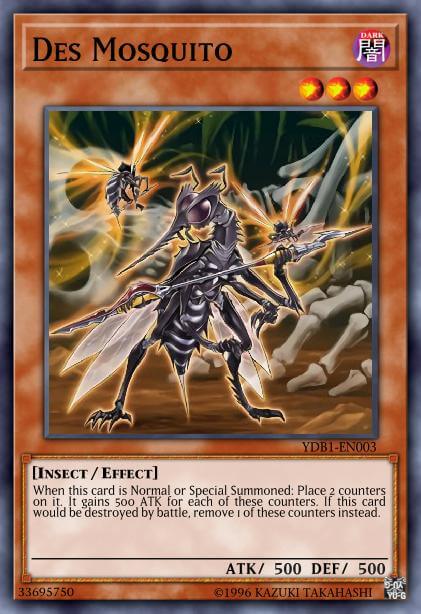 Des Mosquito
DARK
闇
YDB1-EN003
[Insect / Effect]
When this card is Normal or Special Summoned: Place 2 counters
on it. It gains 500 ATK for each of these counters. If this card
would be destroyed by battle, remove 1 of these counters instead.
ATK/ 500 DEF/ 500
33695750
©1996 KAZUKI TAKAHASHI